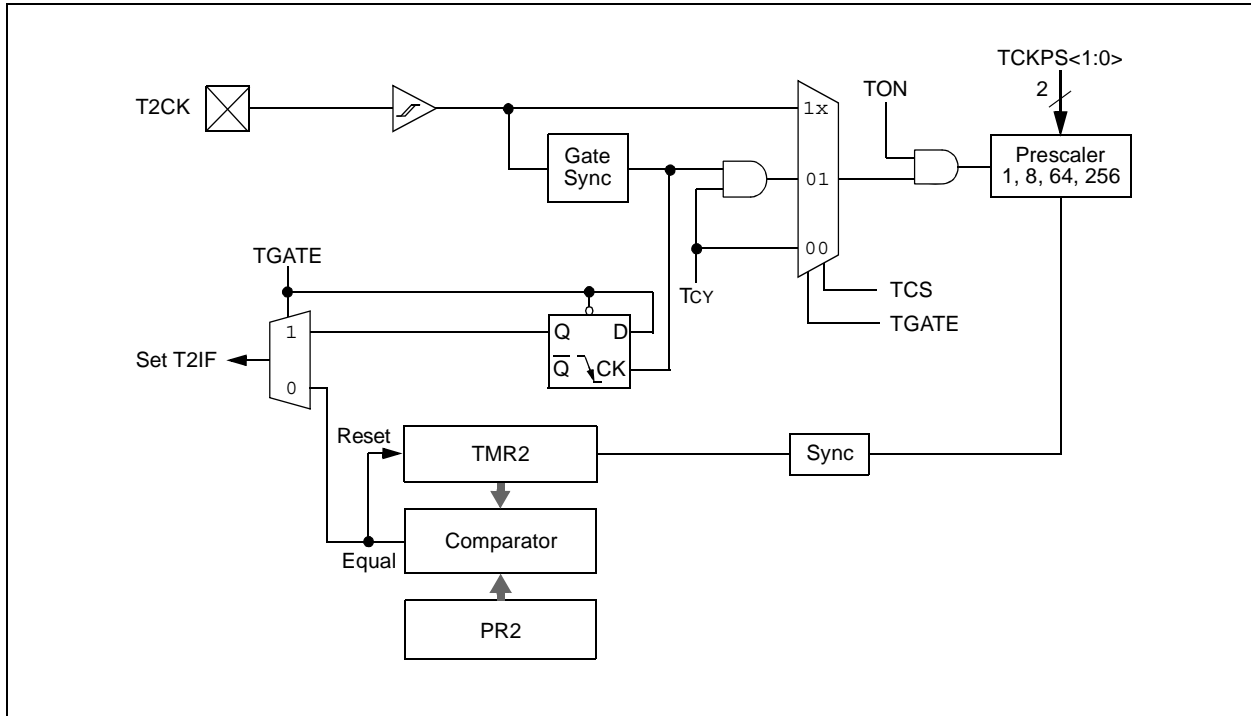 TCKPS<1:0>
2
T2CK
TON
1x
Gate
Sync
Prescaler
1, 8, 64, 256
01
00
TGATE
TCY
TCS
TGATE
1
Q
D
Set T2IF
Q
CK
0
Reset
TMR2
Sync
Comparator
Equal
PR2